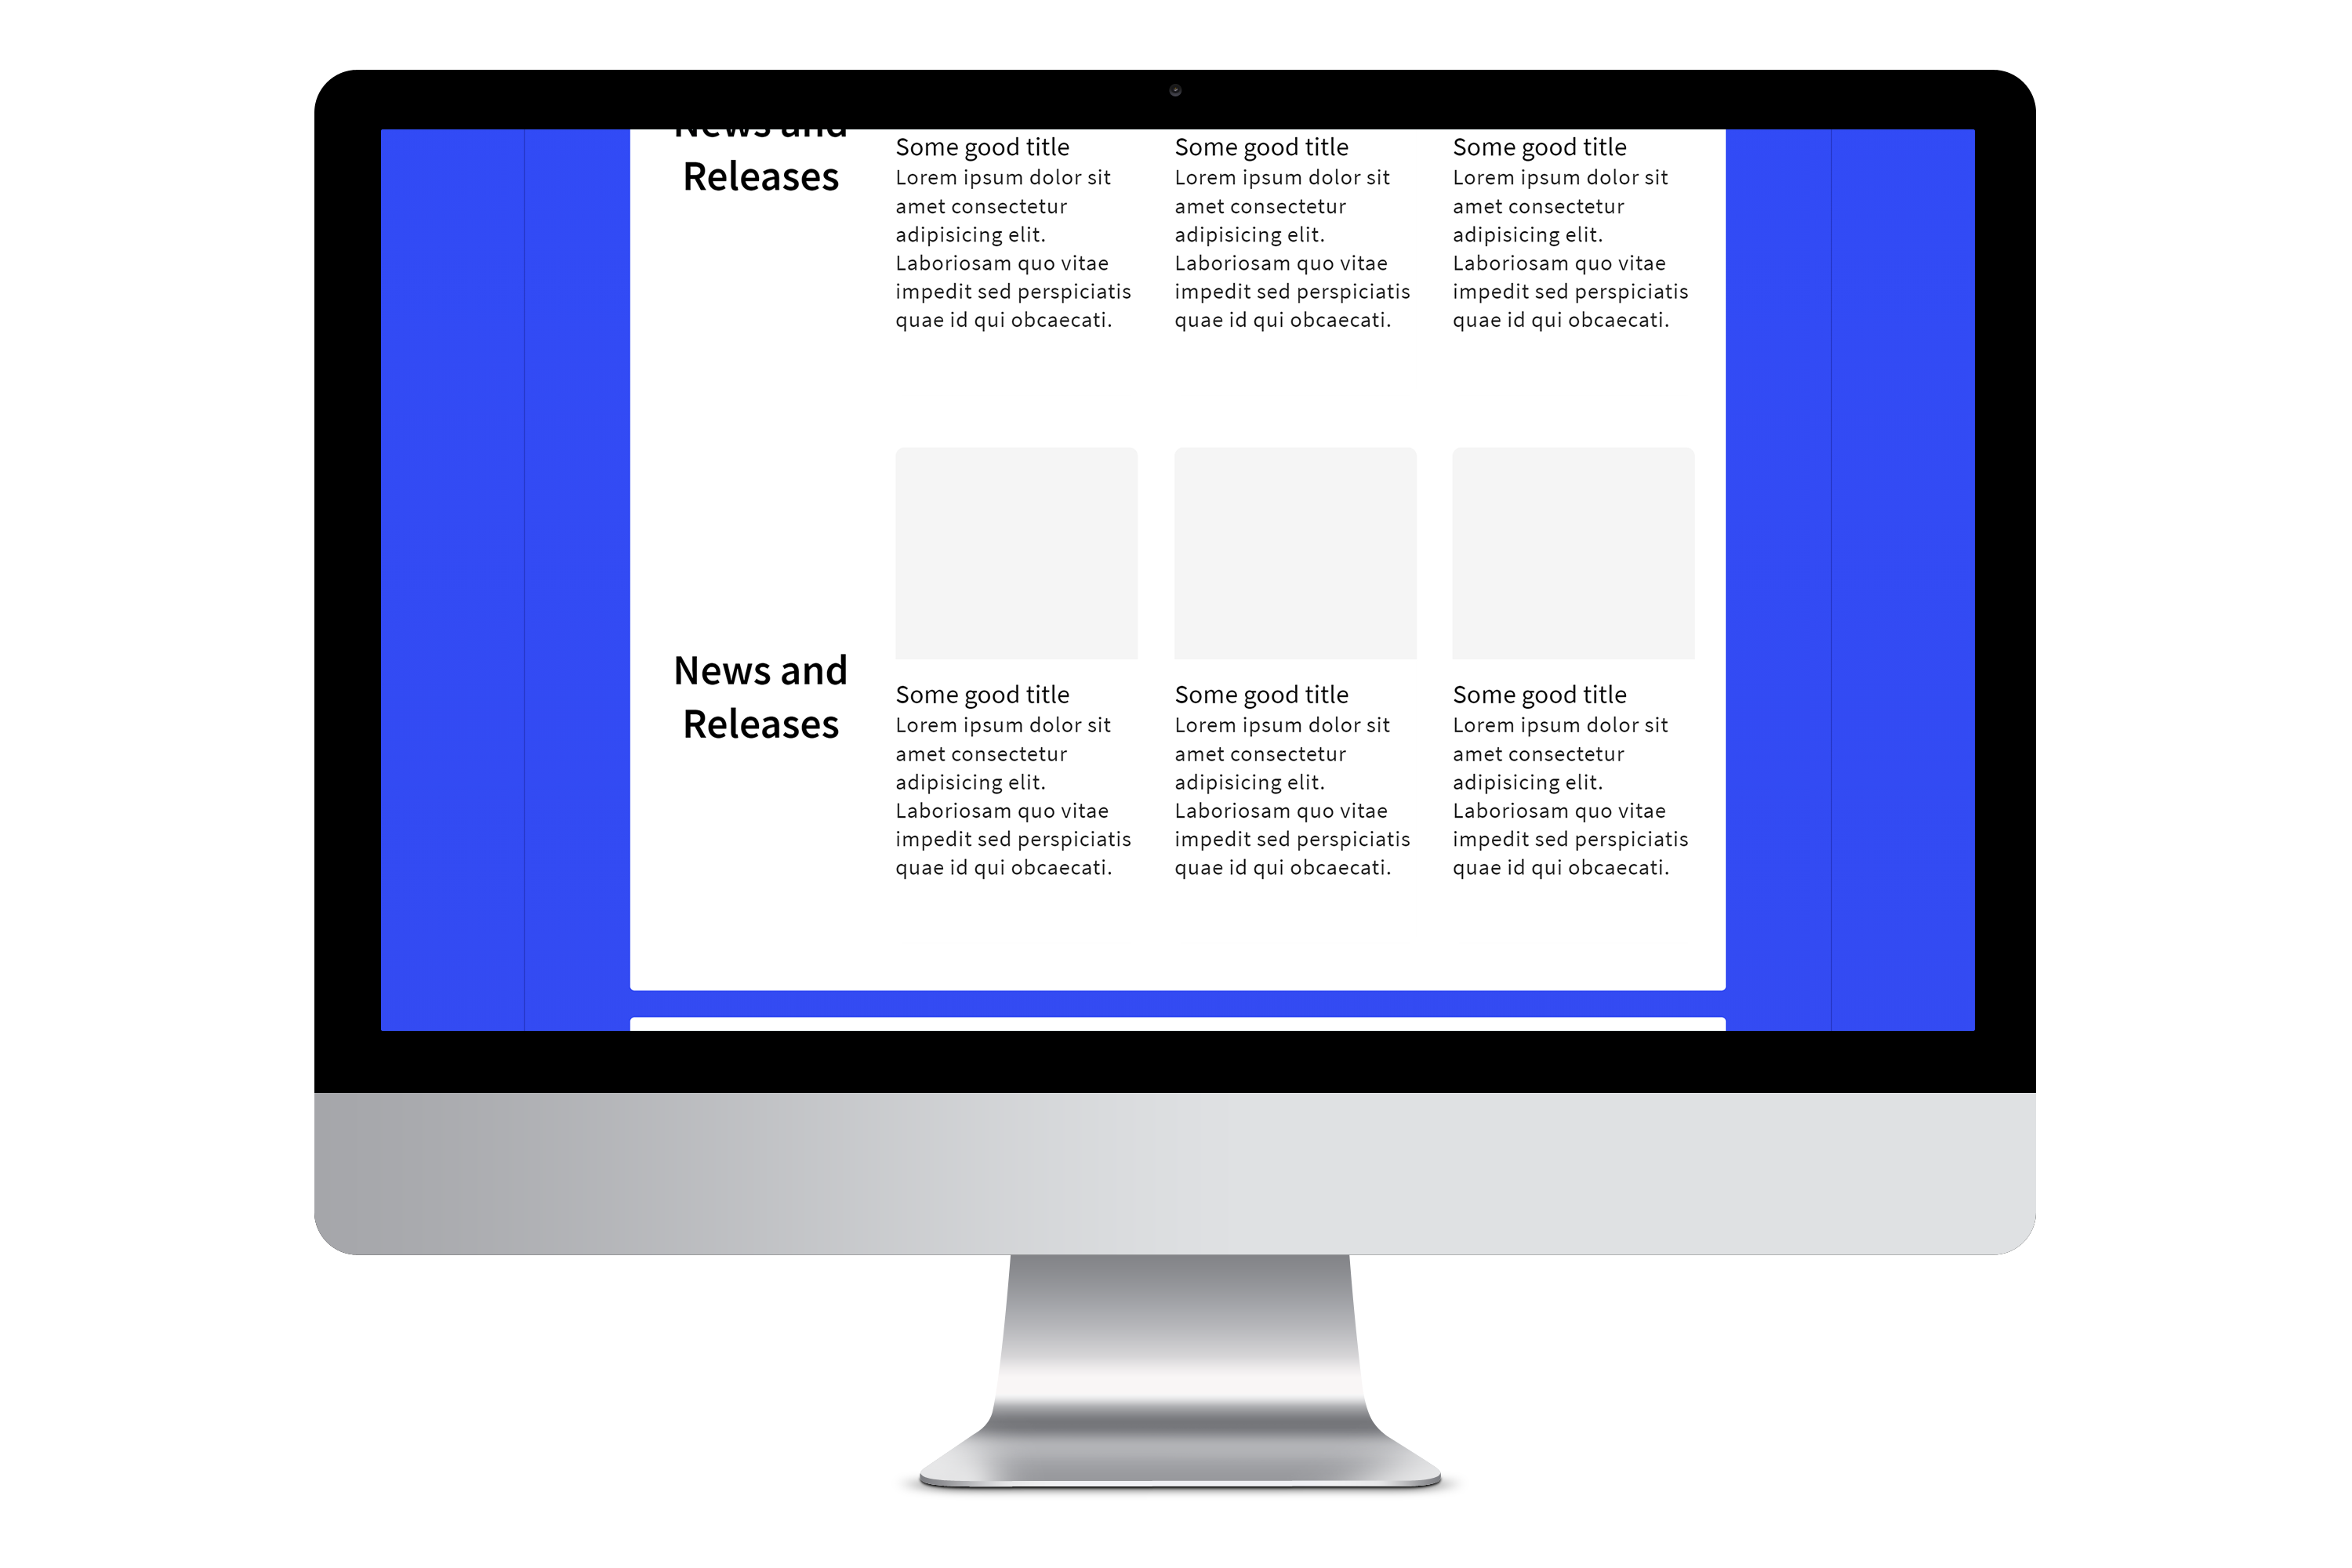 News and
Releases
Some good title
Lorem ipsum dolor sit
amet consectetur
adipisicing elit.
Laboriosam quo vitae
impedit sed perspiciatis
quae id qui obcaecati.
Some good title
Lorem ipsum dolor sit
amet consectetur
adipisicing elit.
Laboriosam quo vitae
impedit sed perspiciatis
quae id qui obcaecati.
Some good title
Lorem ipsum dolor sit
amet consectetur
adipisicing elit.
Laboriosam quo vitae
impedit sed perspiciatis
quae id qui obcaecati.
News and
Releases
Some good title
Lorem ipsum dolor sit
amet consectetur
adipisicing elit.
Laboriosam quo vitae
impedit sed perspiciatis
quae id qui obcaecati.
Some good title
Lorem ipsum dolor sit
amet consectetur
adipisicing elit.
Laboriosam quo vitae
impedit sed perspiciatis
quae id qui obcaecati.
Some good title
Lorem ipsum dolor sit
amet consectetur
adipisicing elit.
Laboriosam quo vitae
impedit sed perspiciatis
quae id qui obcaecati.